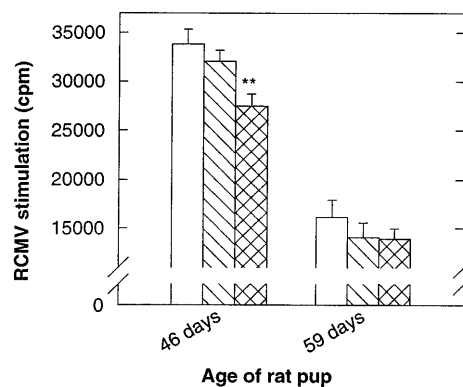 RCMV stimulation (cpm)
35000
30000
25000
20000
15000
0
**
46 days
59 days
Age of rat pup